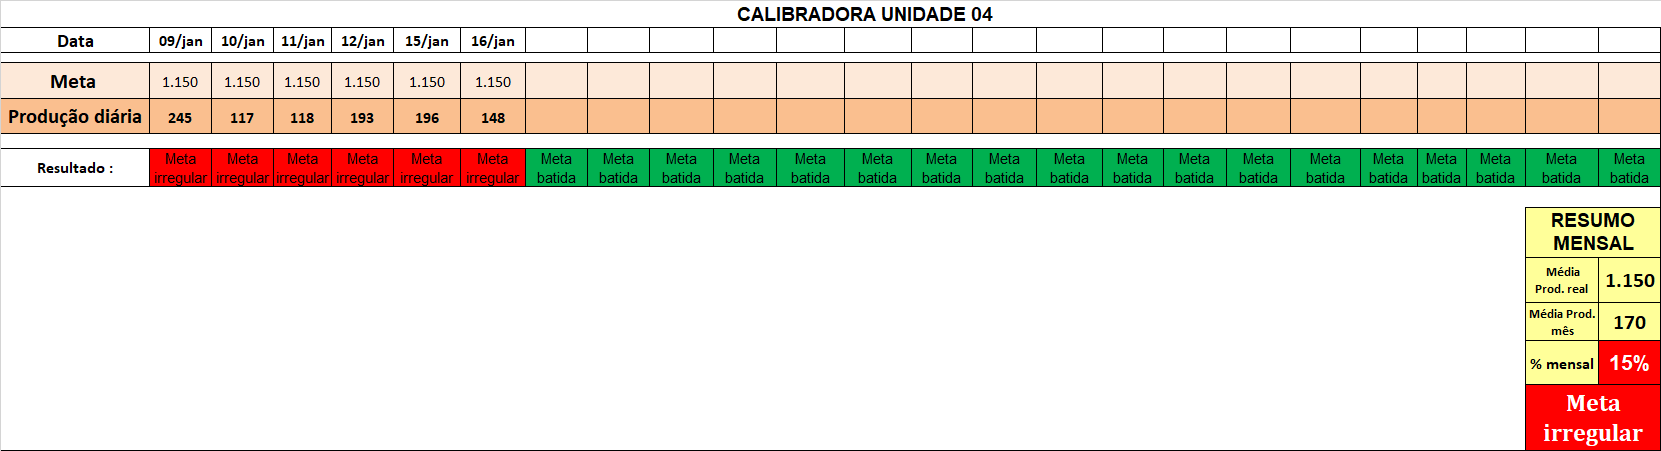 CALIBRADORA UNIDADE 04
Data 09/jan 10/jan 11/jan 12/jan 15/jan 16/jan
Meta 1.150 1.150 1.150 1.150 1.150 1.150
Produção diária 245 117 118 193 196 148
Resultado : Meta irregular Meta irregular Meta irregular Meta irregular Meta irregular Meta irregular Meta batida Meta batida Meta batida Meta batida Meta batida Meta batida Meta batida Meta batida Meta batida Meta batida Meta batida Meta batida Meta batida Meta batida Meta batida Meta batida Meta batida Meta batida
RESUMO
MENSAL
Média
Prod. real 1.150
Média Prod.
mês 170
% mensal 15%
Meta
irregular